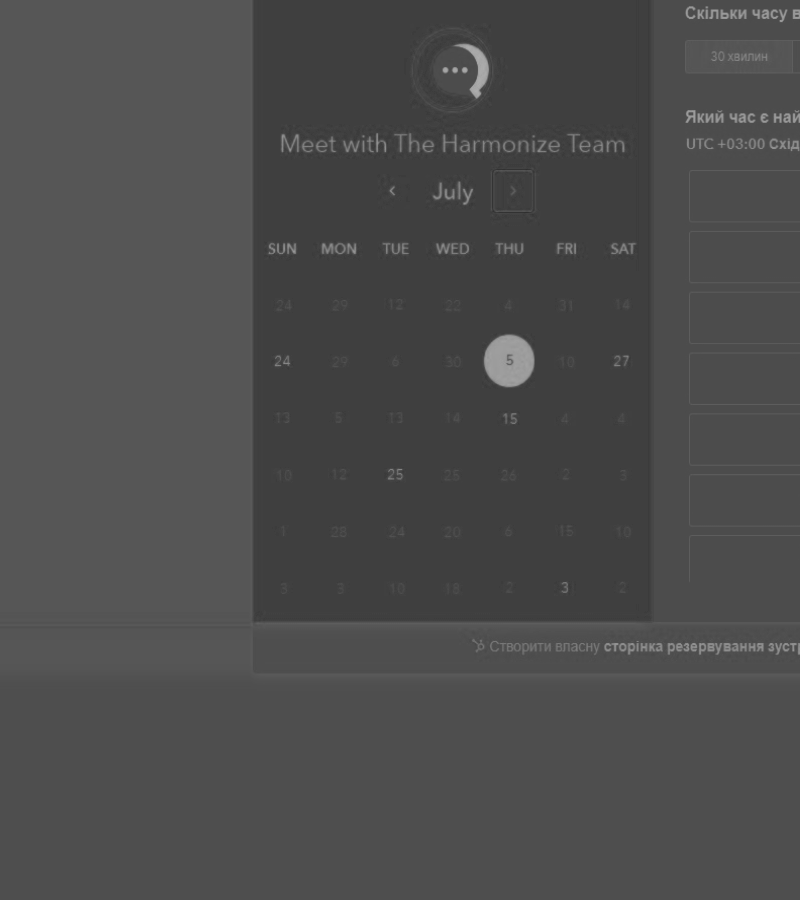 Скільки часу в
30 хвилин
Meet with The Harmonize Team
Який час є най
UTC +03:00 Схід
July
SUN MON TUE WED THU FRI SAT
24 29 12 22 4 31 14
24 29 6 30 5 10 27
13 5 13 14 15 4 4
10 12 25 25 26 2 3
1 28 24 20 6 15 10
3 3 10 18 2 3 2
Створити власну сторінка резервування зуст